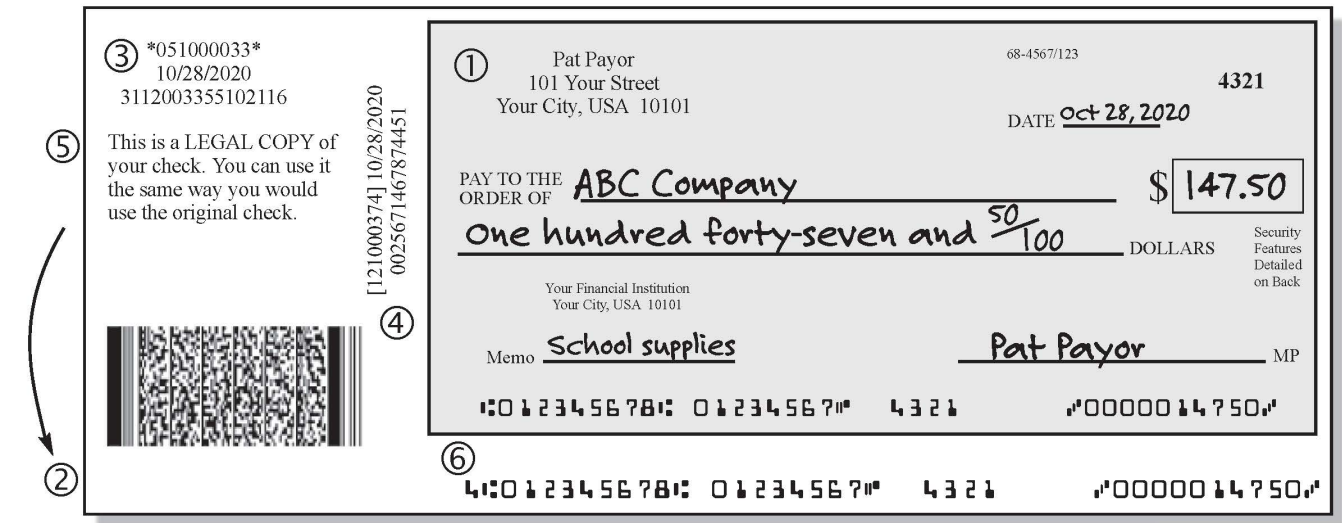 ③ *051000033*
10/28/2020
3112003355102116
⑤ This is a LEGAL COPY of
your check. You can use it
the same way you would
use the original check.
②
[121000374] 10/28/2020
0025671467874451
④
① Pat Payor
101 Your Street
Your City, USA 10101
68-4567/123
4321
DATE Oct 28, 2020
PAY TO THE
ORDER OF ABC Company $ 147.50
One hundred forty-seven and 50/100 DOLLARS
Security
Features
Detailed
on Back
Your Financial Institution
Your City, USA 10101
Memo School supplies Pat Payor MP
⑆012345678⑆ 01234567⑈ 4321 ⑇0000014750⑇
⑥
4⑆012345678⑆ 01234567⑈ 4321 ⑇0000014750⑇